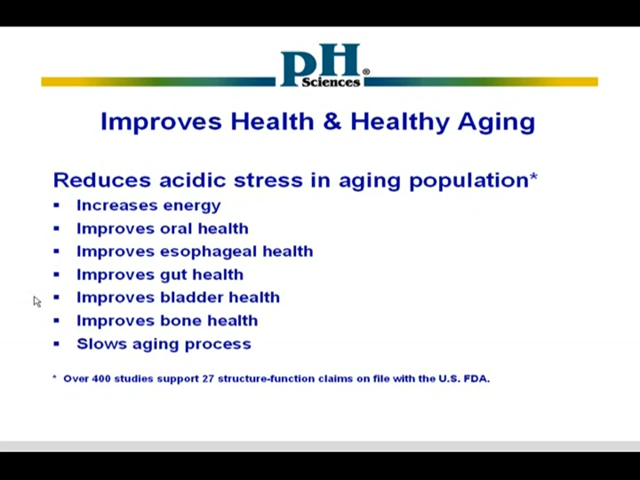 pH
Sciences®
Improves Health & Healthy Aging
Reduces acidic stress in aging population*
▪ Increases energy
▪ Improves oral health
▪ Improves esophageal health
▪ Improves gut health
▪ Improves bladder health
▪ Improves bone health
▪ Slows aging process
* Over 400 studies support 27 structure-function claims on file with the U.S. FDA.